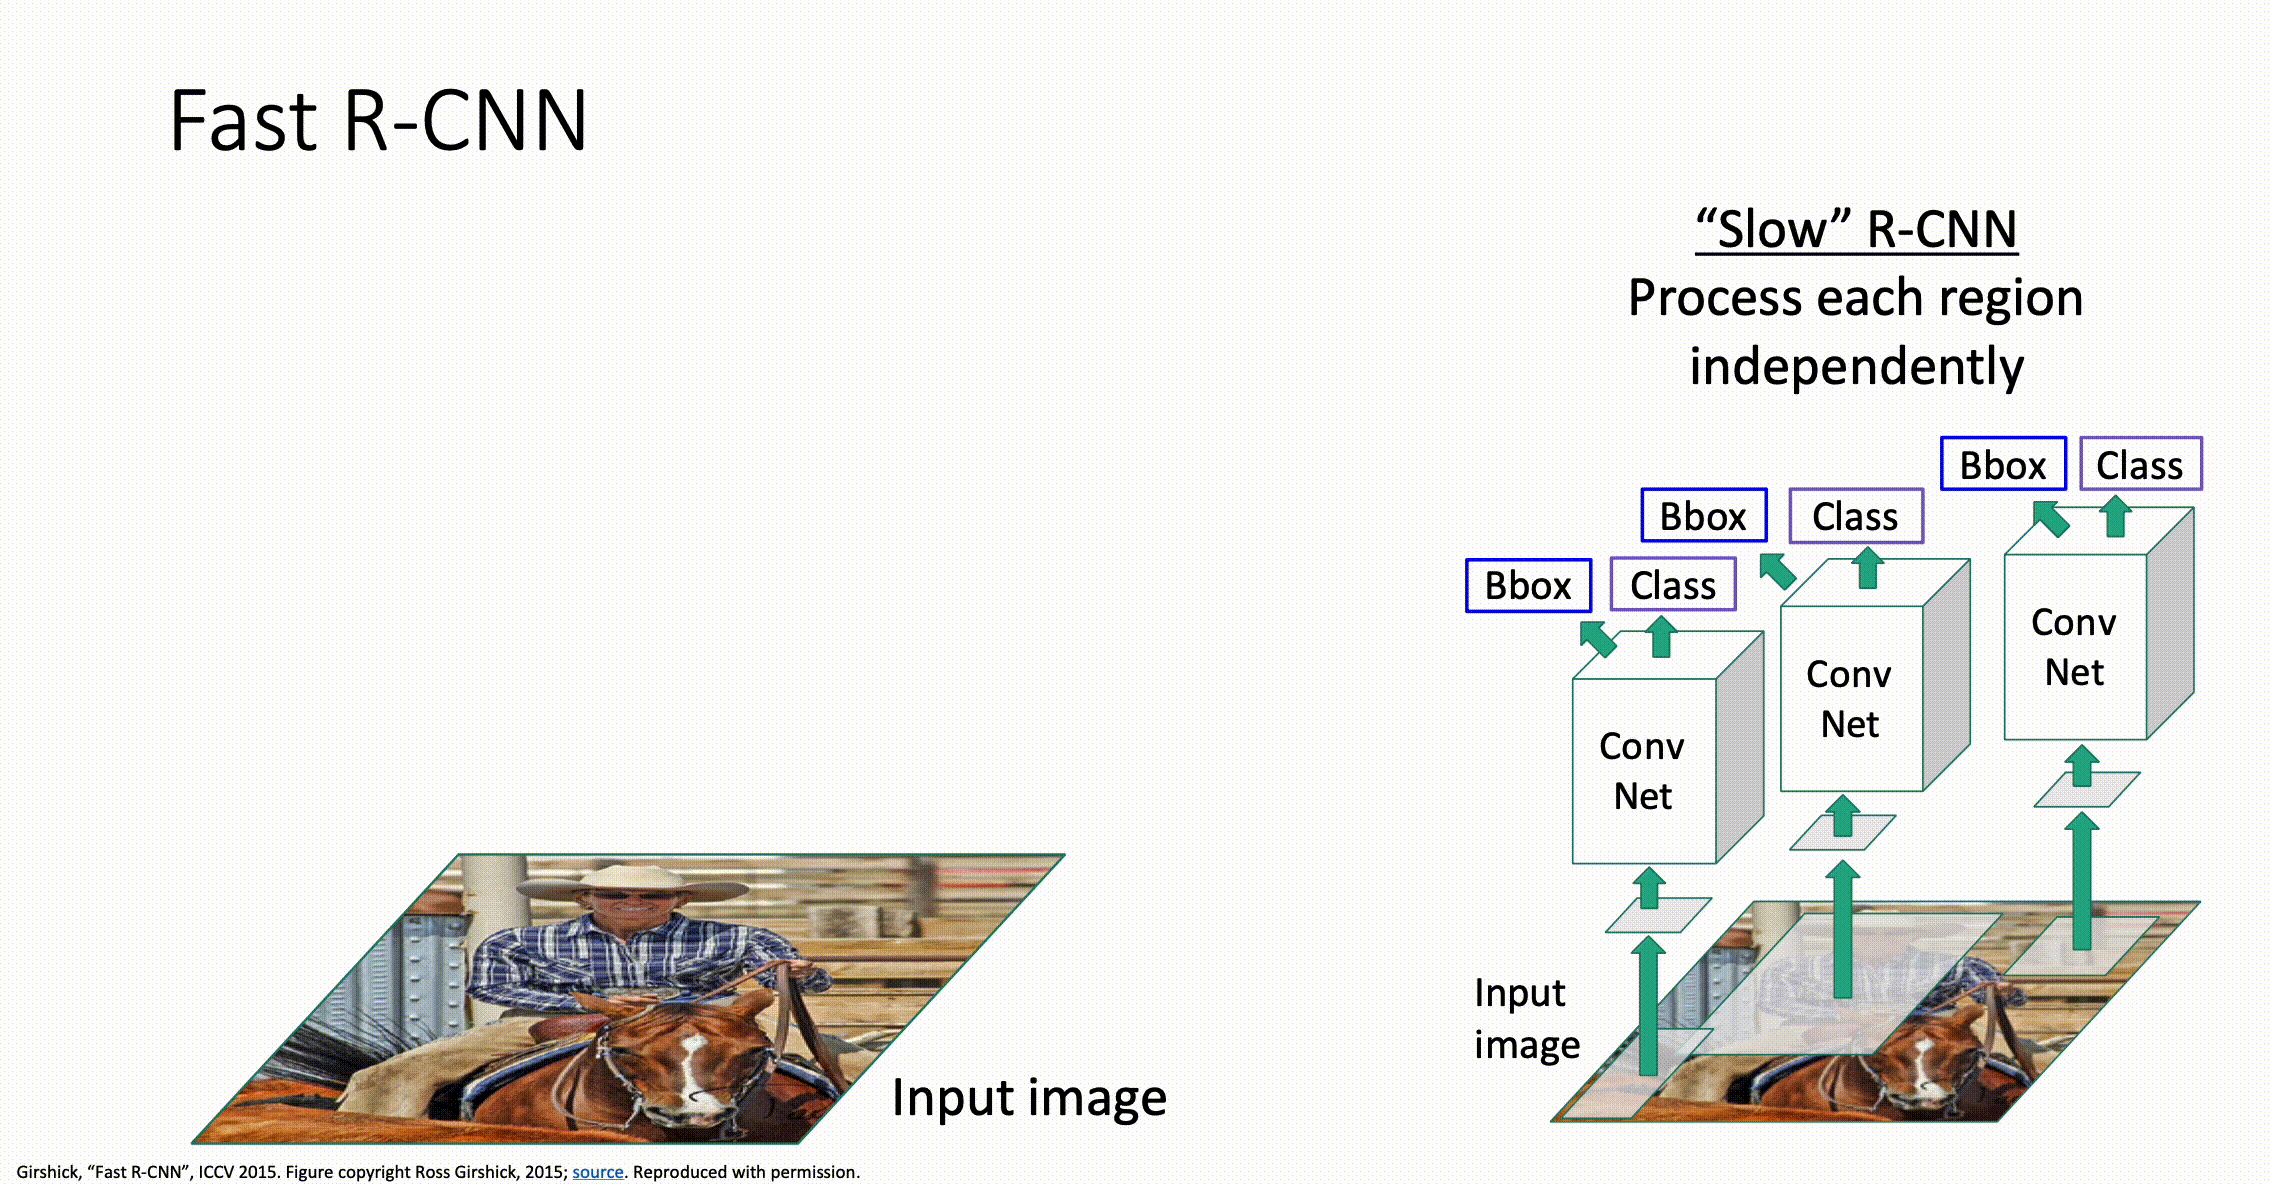 Fast R-CNN
“Slow” R-CNN
Process each region
independently
Bbox Class
Bbox Class
Bbox Class
Conv
Net
Conv
Net
Conv
Net
Input
image
Input image
Girshick, “Fast R-CNN”, ICCV 2015. Figure copyright Ross Girshick, 2015; source. Reproduced with permission.